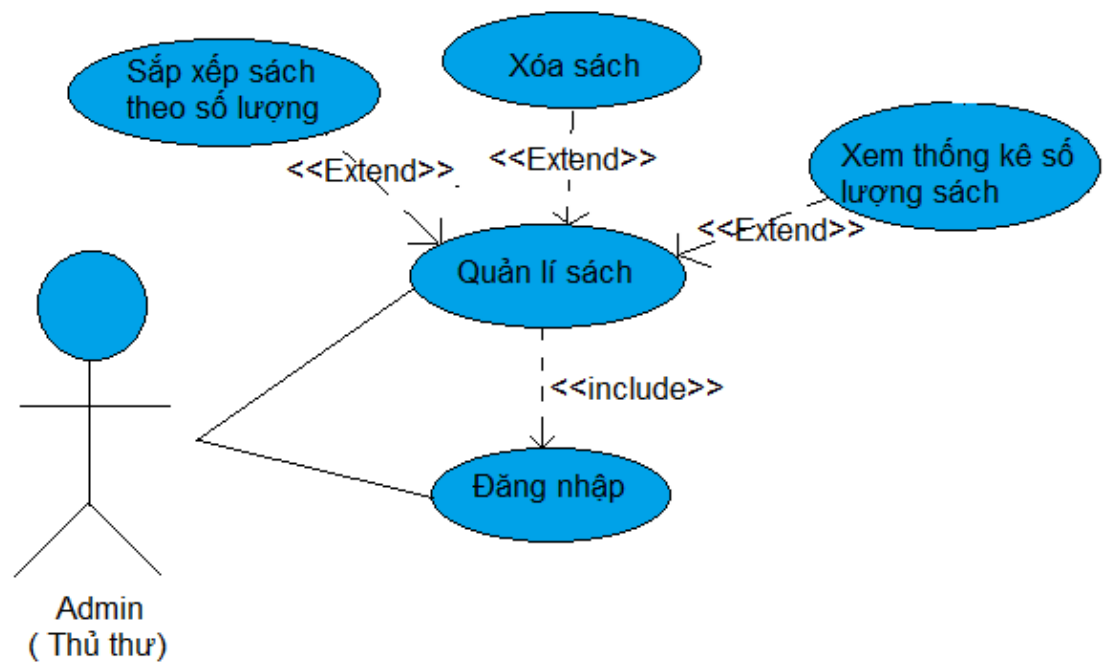 Sắp xếp sách
theo số lượng
Xóa sách
<<Extend>>
<<Extend>>
Xem thống kê số
lượng sách
<<Extend>>
Quản lí sách
<<include>>
Đăng nhập
Admin
( Thủ thư)